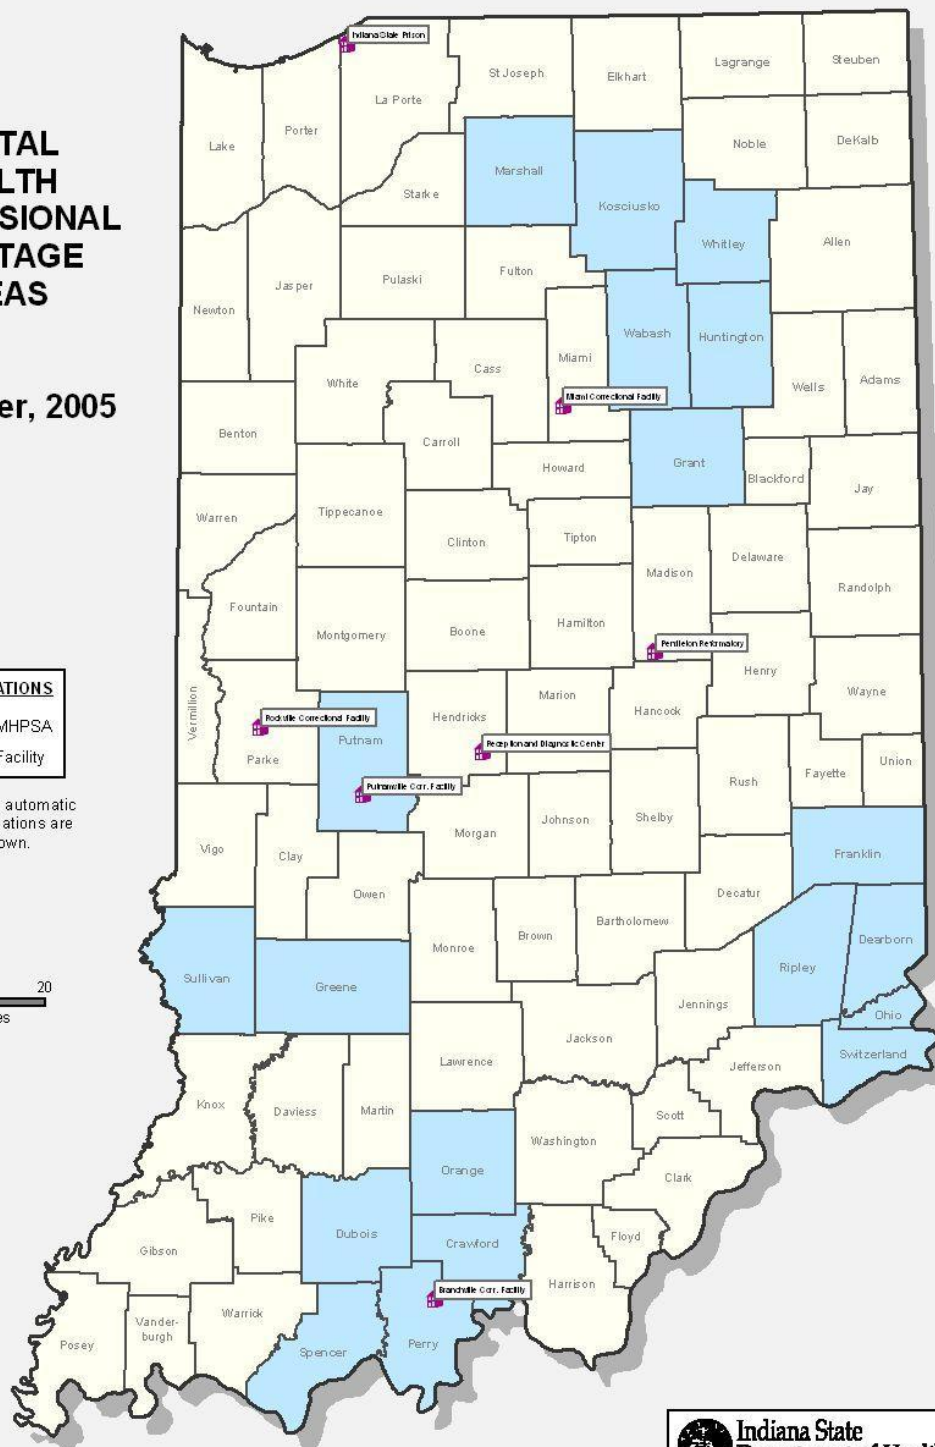 TAL
LTH
SIONAL
TAGE
EAS
er, 2005
ATIONS
MHPSA
Facility
automatic
ations are
own.
20
es
Indiana State Prison
St Joseph
Elkhart
Lagrange
Steuben
La Porte
Lake
Porter
Noble
DeKalb
Marshall
Starke
Kosciusko
Whitley
Allen
Fulton
Pulaski
Jasper
Newton
Wabash
Huntington
Miami
Cass
White
Wells
Adams
Miami Correctional Facility
Benton
Carroll
Howard
Grant
Blackford
Jay
Warren
Tippecanoe
Clinton
Tipton
Delaware
Madison
Randolph
Fountain
Montgomery
Boone
Hamilton
Pendleton Reformatory
Henry
Wayne
Vermillion
Marion
Hancock
Rockville Correctional Facility
Hendricks
Putnam
Reception and Diagnostic Center
Parke
Rush
Fayette
Union
Putnamville Corr. Facility
Morgan
Johnson
Shelby
Vigo
Clay
Franklin
Owen
Decatur
Monroe
Brown
Bartholomew
Dearborn
Ripley
Sullivan
Greene
Jennings
Ohio
Jackson
Lawrence
Switzerland
Jefferson
Knox
Daviess
Martin
Scott
Washington
Orange
Clark
Pike
Dubois
Crawford
Floyd
Gibson
Harrison
Branchville Corr. Facility
Warrick
Vander-
burgh
Posey
Spencer
Perry
Indiana State